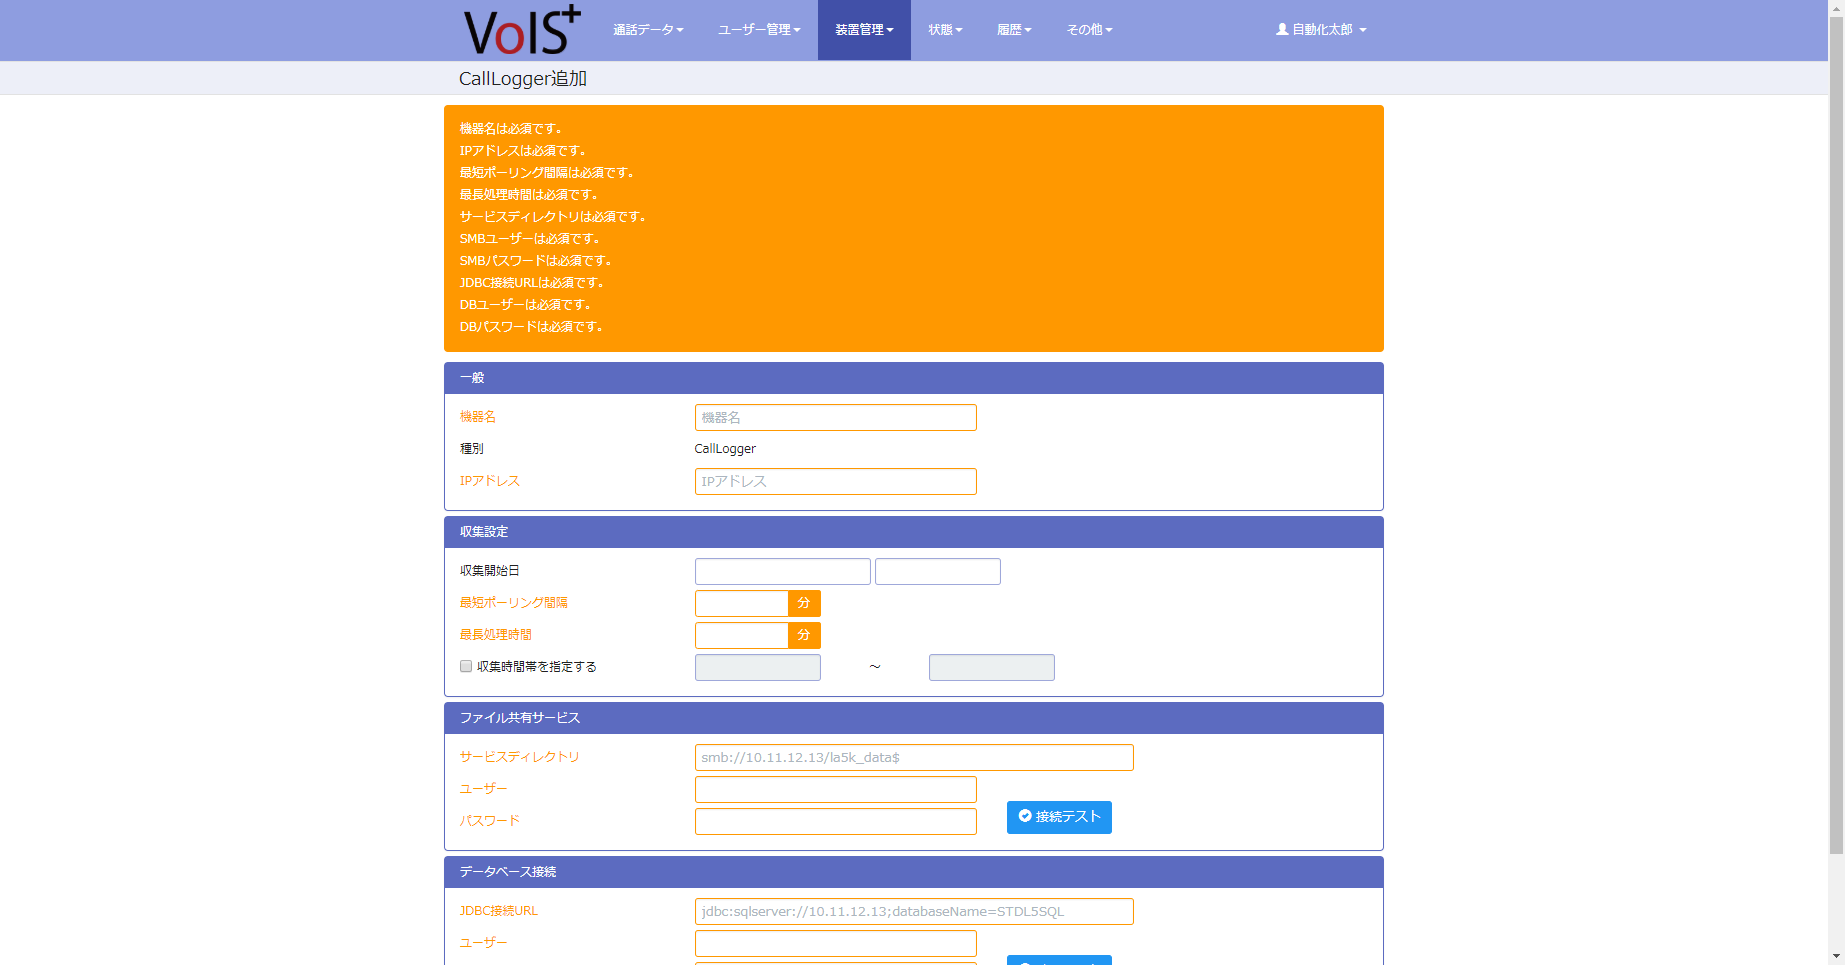 VoIS+ 通話データ ユーザー管理 装置管理 状態 履歴 その他 自動化太郎
CallLogger追加
機器名は必須です。
IPアドレスは必須です。
最短ポーリング間隔は必須です。
最長処理時間は必須です。
サービスディレクトリは必須です。
SMBユーザーは必須です。
SMBパスワードは必須です。
JDBC接続URLは必須です。
DBユーザーは必須です。
DBパスワードは必須です。
一般
機器名 機器名
種別 CallLogger
IPアドレス IPアドレス
収集設定
収集開始日
最短ポーリング間隔 分
最長処理時間 分
収集時間帯を指定する ～
ファイル共有サービス
サービスディレクトリ smb://10.11.12.13/la5k_data$
ユーザー
パスワード 接続テスト
データベース接続
JDBC接続URL jdbc:sqlserver://10.11.12.13;databaseName=STDL5SQL
ユーザー